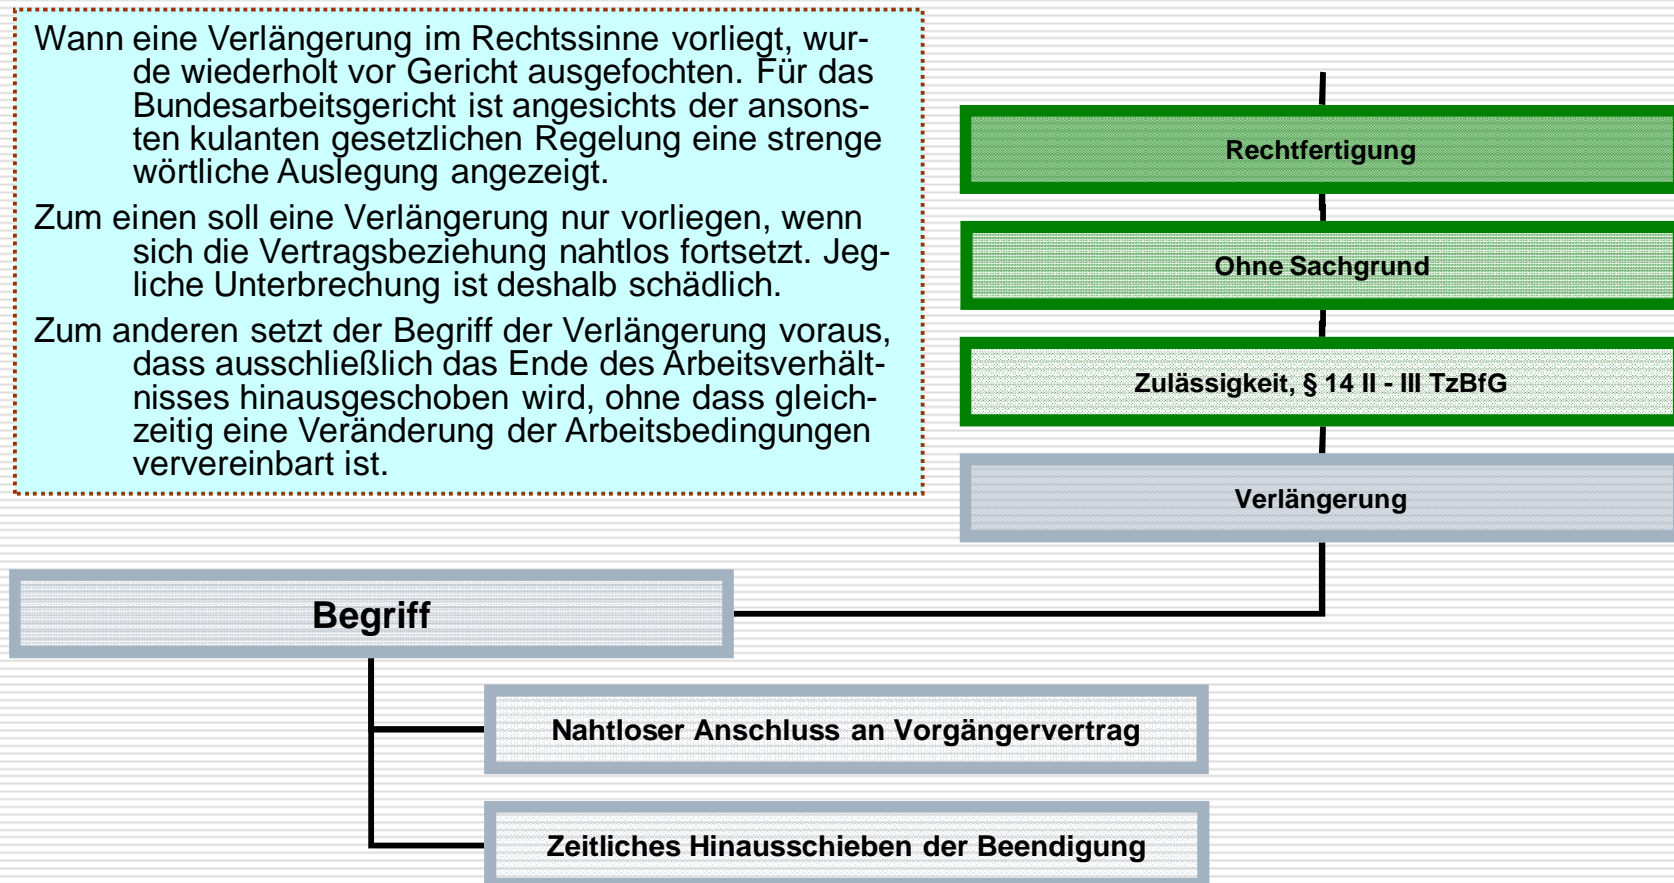 Wann eine Verlängerung im Rechtssinne vorliegt, wur-
de wiederholt vor Gericht ausgefochten. Für das
Bundesarbeitsgericht ist angesichts der ansons-
ten kulanten gesetzlichen Regelung eine strenge
wörtliche Auslegung angezeigt.
Zum einen soll eine Verlängerung nur vorliegen, wenn
sich die Vertragsbeziehung nahtlos fortsetzt. Jeg-
liche Unterbrechung ist deshalb schädlich.
Zum anderen setzt der Begriff der Verlängerung voraus,
dass ausschließlich das Ende des Arbeitsverhält-
nisses hinausgeschoben wird, ohne dass gleich-
zeitig eine Veränderung der Arbeitsbedingungen
ververeinbart ist.
Rechtfertigung
Ohne Sachgrund
Zulässigkeit, § 14 II - III TzBfG
Verlängerung
Begriff
Nahtloser Anschluss an Vorgängervertrag
Zeitliches Hinausschieben der Beendigung